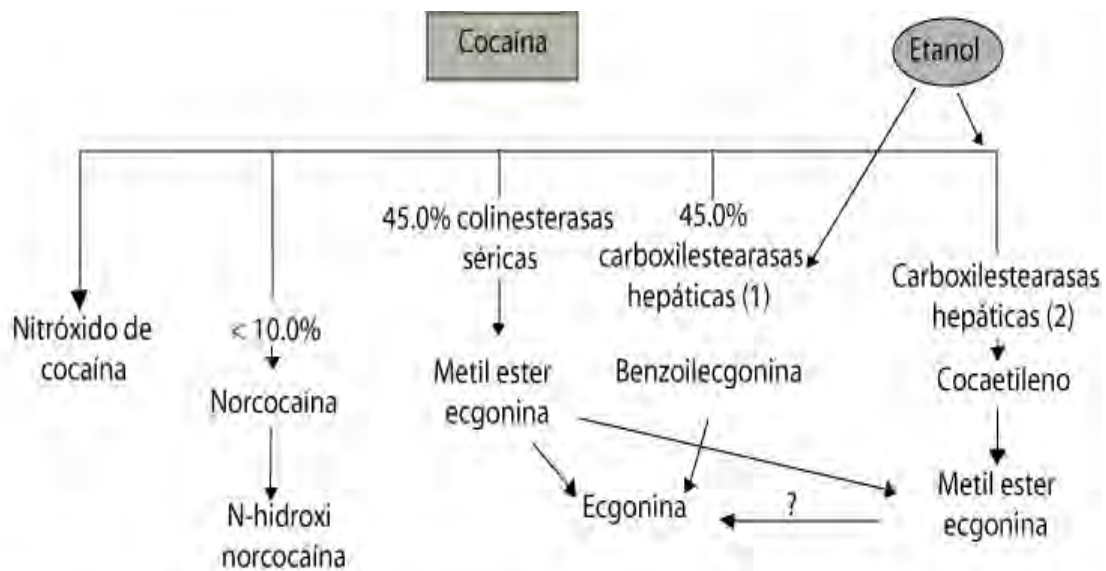 Cocaína
Etanol
45.0% colinesterasas
séricas
45.0%
carboxilestearasas
hepáticas (1)
Carboxilestearasas
hepáticas (2)
Nitróxido de
cocaína
< 10.0%
Norcocaina
N-hidroxi
norcocaína
Metil ester
ecgonina
Benzoilecgonina
Cocaetileno
Ecgonina
?
Metil ester
ecgonina